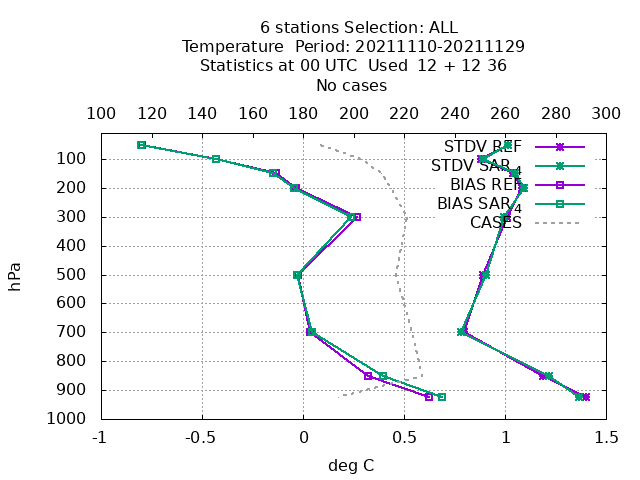 6 stations Selection: ALL
Temperature  Period: 20211110-20211129
Statistics at 00 UTC  Used  12 + 12 36
No cases
100 120 140 160 180 200 220 240 260 280 300
STDV REF
STDV SAR_4
BIAS REF
BIAS SAR_4
CASES
100
200
300
400
500
600
700
800
900
1000
hPa
-1 -0.5 0 0.5 1 1.5
deg C